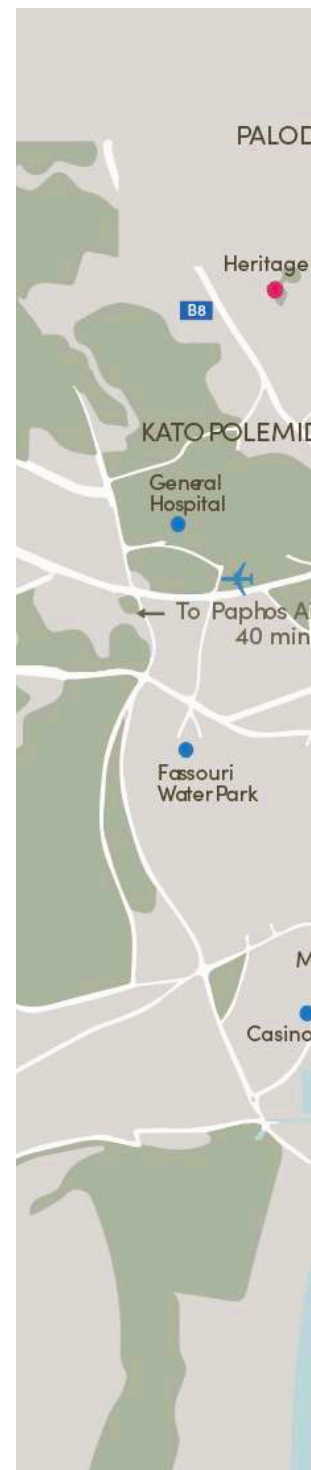 PALOD
Heritage
B8
KATO POLEMID
General
Hospital
To Paphos A
40 min
Fassouri
Water Park
M
Casino